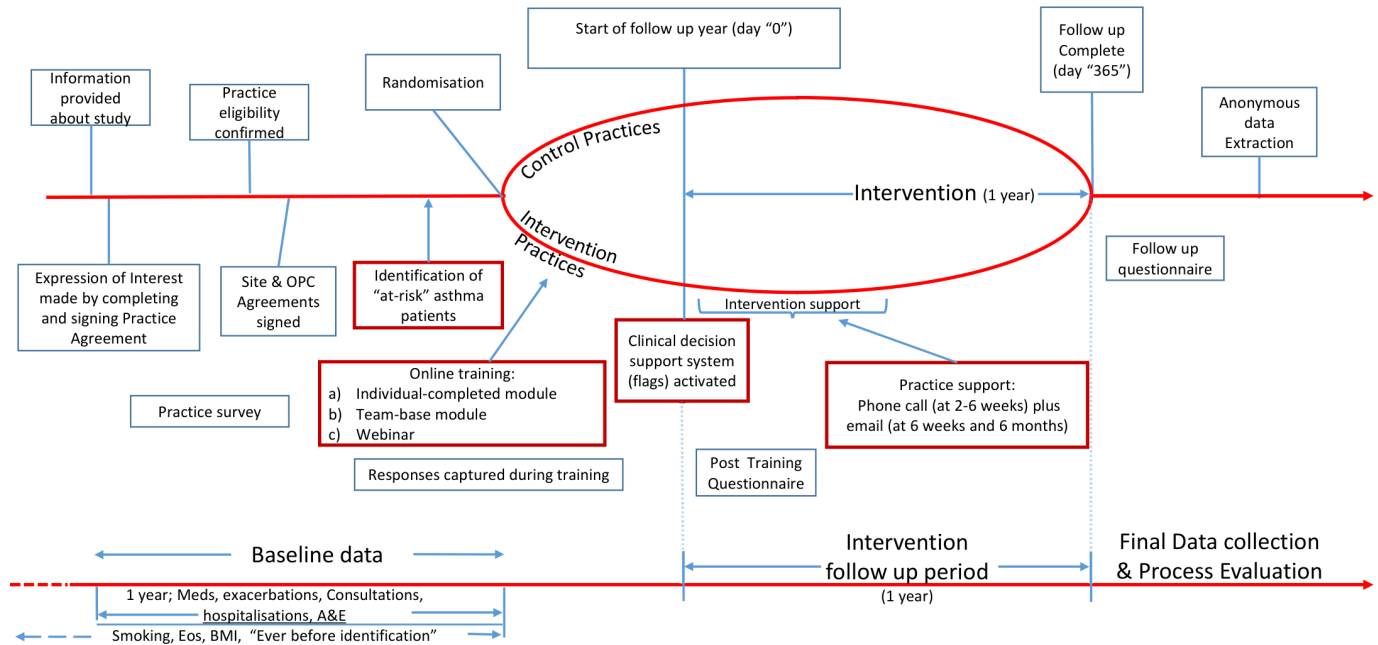 Start of follow up year (day “0”)
Follow up
Complete
(day “365”)
Information
provided
about study
Practice
eligibility
confirmed
Randomisation
Anonymous
data
Extraction
Control Practices
Intervention (1 year)
Intervention
Practices
Expression of Interest
made by completing
and signing Practice
Agreement
Site & OPC
Agreements
signed
Identification of
“at-risk” asthma
patients
Follow up
questionnaire
Intervention support
Clinical decision
support system
(flags) activated
Online training:
a) Individual-completed module
b) Team-base module
c) Webinar
Practice support:
Phone call (at 2-6 weeks) plus
email (at 6 weeks and 6 months)
Practice survey
Responses captured during training
Post Training
Questionnaire
Baseline data
Intervention
follow up period
(1 year)
Final Data collection
& Process Evaluation
1 year; Meds, exacerbations, Consultations,
hospitalisations, A&E
Smoking, Eos, BMI, “Ever before identification”